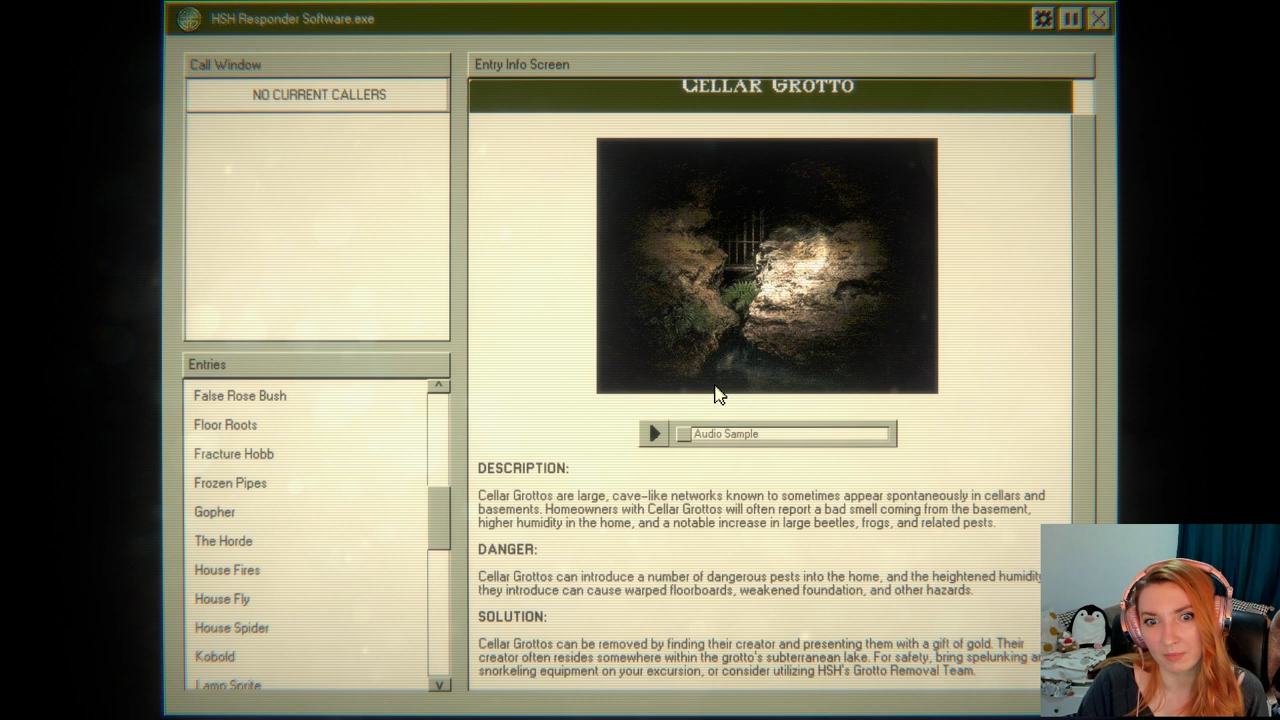 HSH Responder Software.exe
Call Window
NO CURRENT CALLERS
Entries
False Rose Bush
Floor Roots
Fracture Hobb
Frozen Pipes
Gopher
The Horde
House Fires
House Fly
House Spider
Kobold
Lamp Sprite
Entry Info Screen
CELLAR GROTTO
Audio Sample
DESCRIPTION:
Cellar Grottos are large, cave-like networks known to sometimes appear spontaneously in cellars and
basements. Homeowners with Cellar Grottos will often report a bad smell coming from the basement,
higher humidity in the home, and a notable increase in large beetles, frogs, and related pests.
DANGER:
Cellar Grottos can introduce a number of dangerous pests into the home, and the heightened humidity
they introduce can cause warped floorboards, weakened foundation, and other hazards.
SOLUTION:
Cellar Grottos can be removed by finding their creator and presenting them with a gift of gold. Their
creator often resides somewhere within the grotto's subterranean lake. For safety, bring spelunking
snorkeling equipment on your excursion, or consider utilizing HSH's Grotto Removal Team.